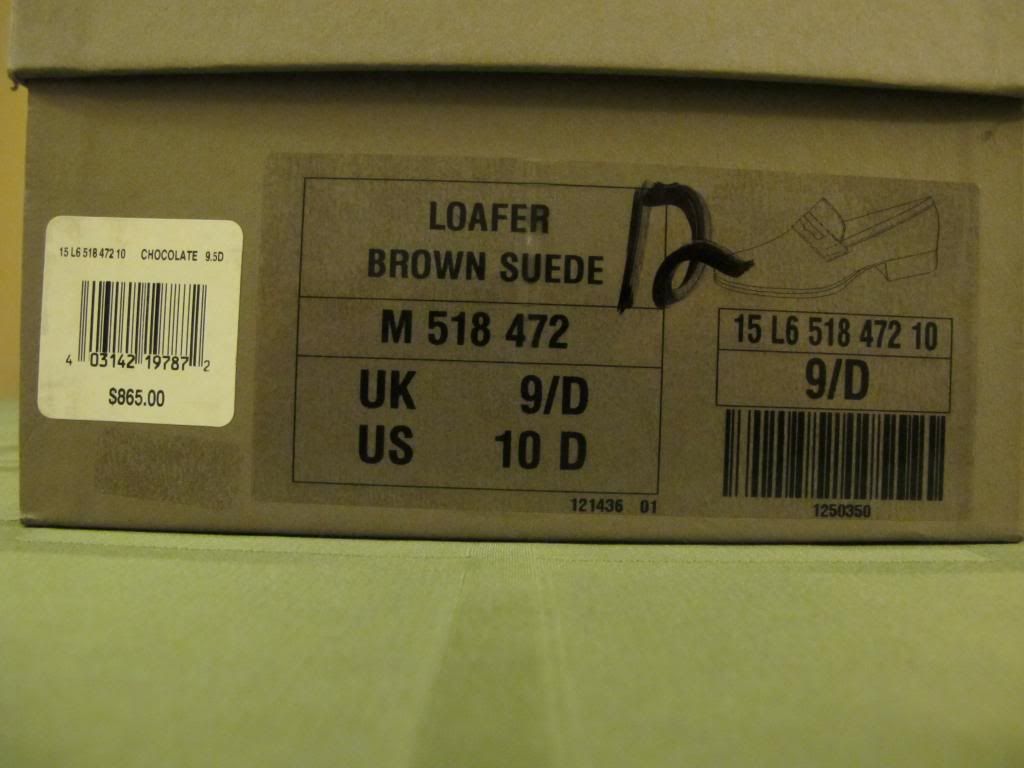 15 L6 518 472 10 CHOCOLATE 9.5D
4 03142 19787 2
$865.00
LOAFER
BROWN SUEDE
M 518 472
UK 9/D
US 10 D
121436 01
15 L6 518 472 10
9/D
1250350